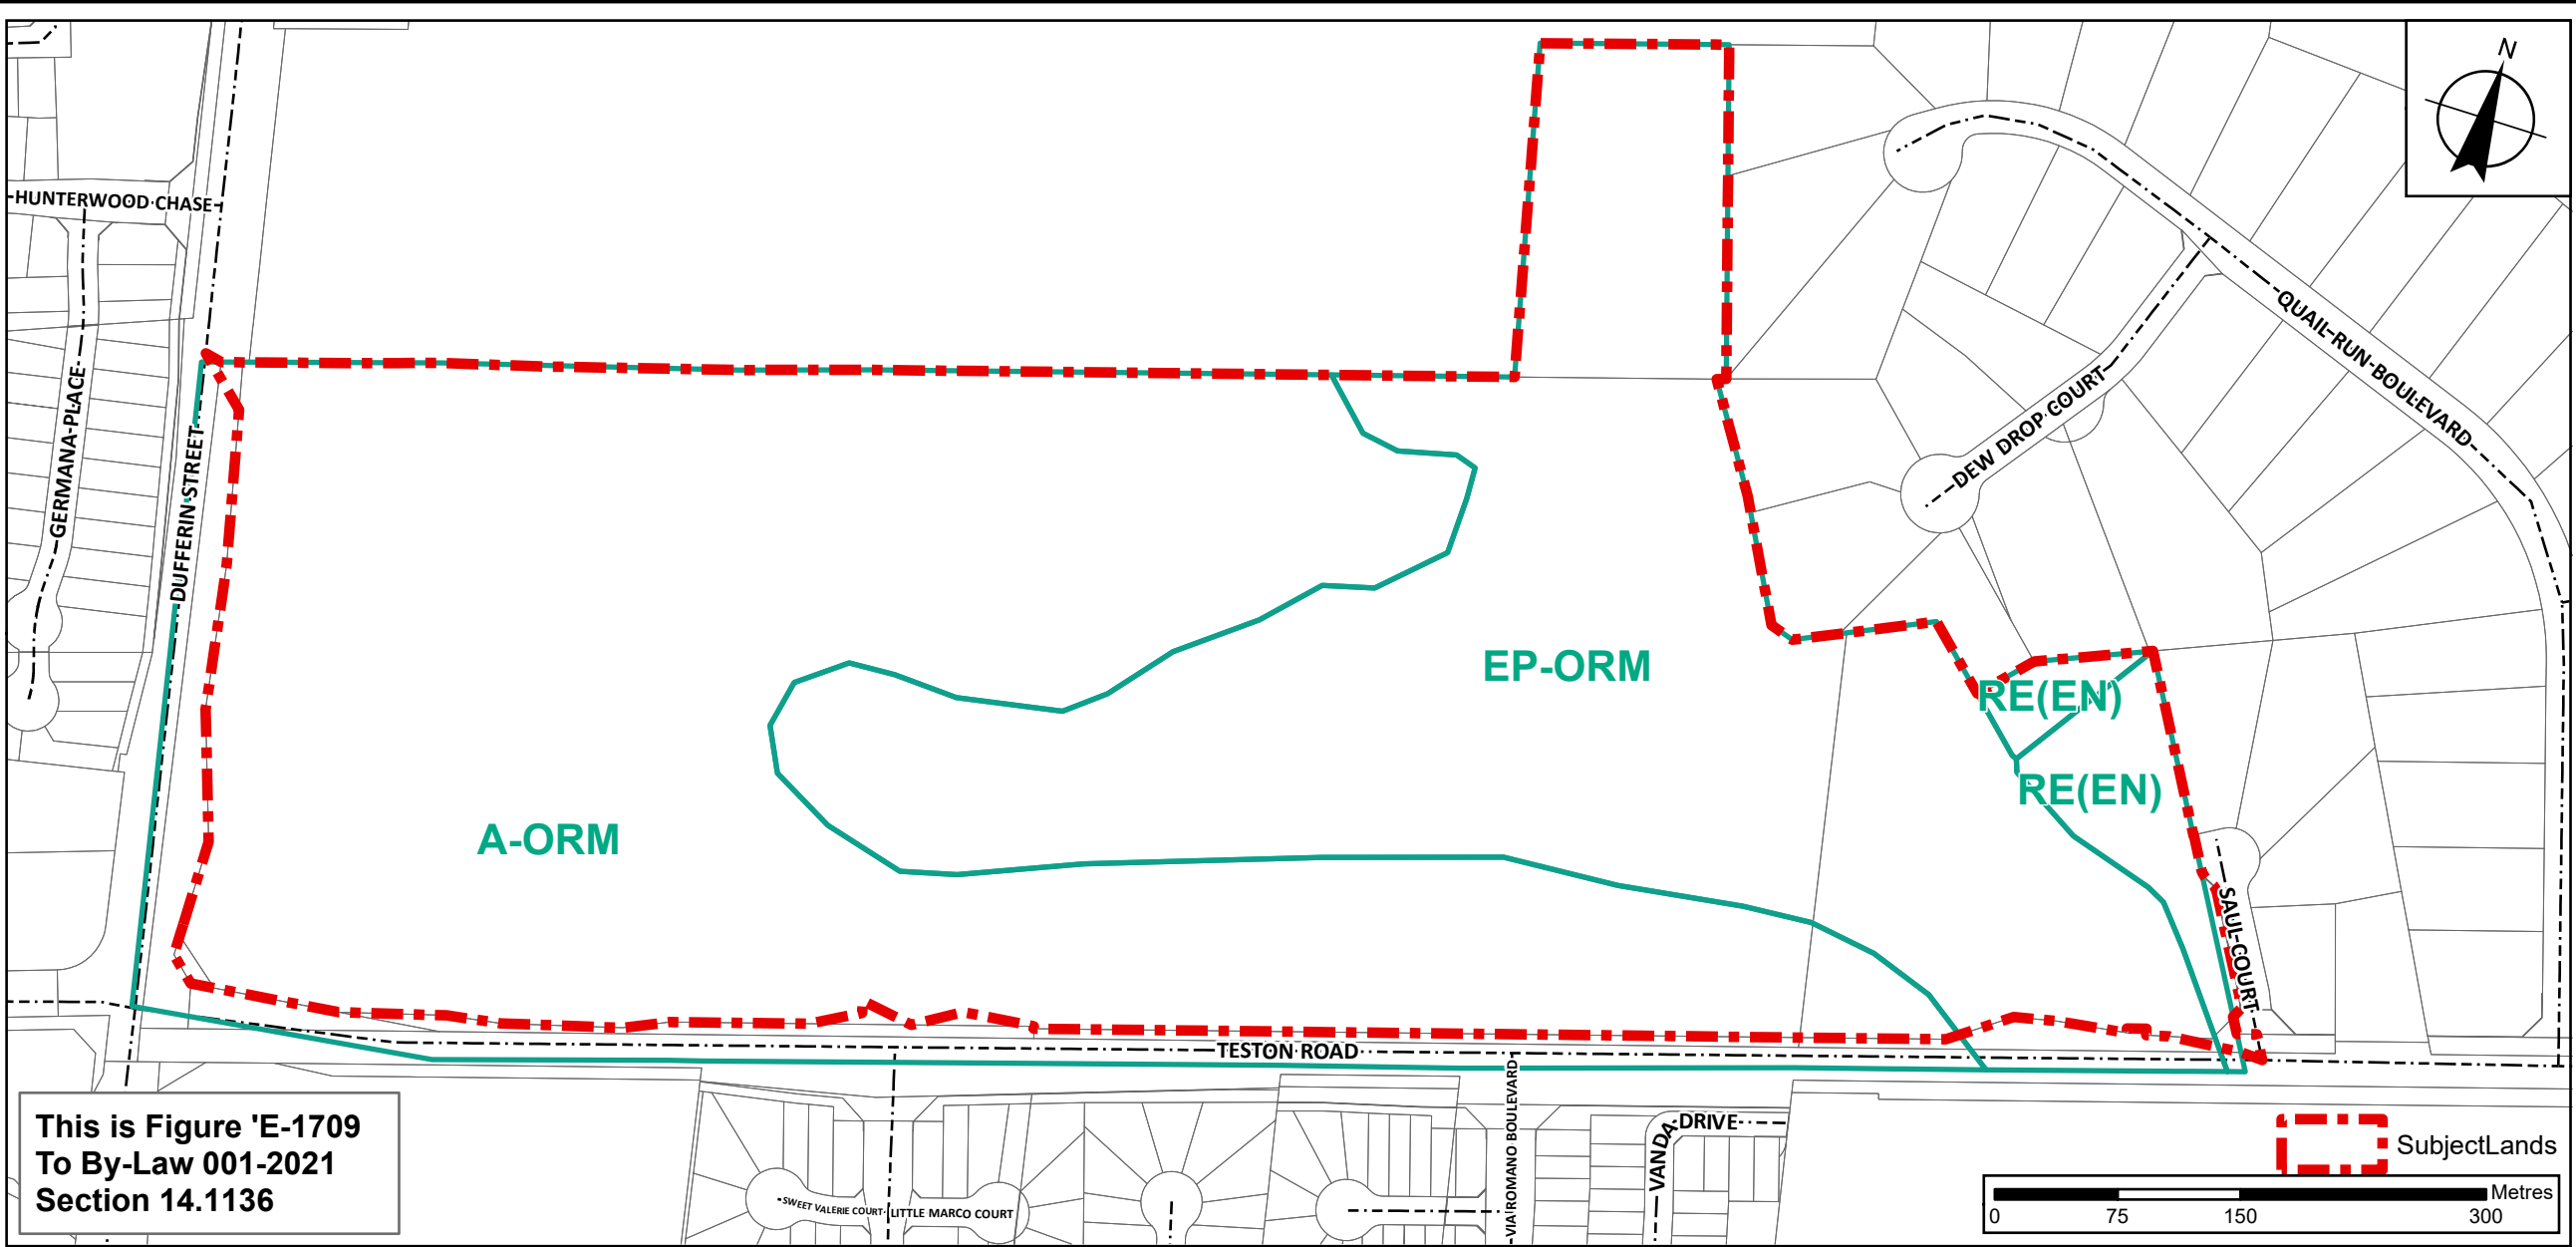 N
HUNTERWOOD CHASE
GERMANA PLACE
DUFFERIN STREET
QUAIL RUN BOULEVARD
DEW DROP COURT
EP-ORM
RE(EN)
RE(EN)
A-ORM
SAUL COURT
TESTON ROAD
VIA ROMANO BOULEVARD
VANDA DRIVE
SWEET VALERIE COURT
LITTLE MARCO COURT
This is Figure 'E-1709
To By-Law 001-2021
Section 14.1136
SubjectLands
Metres
0 75 150 300